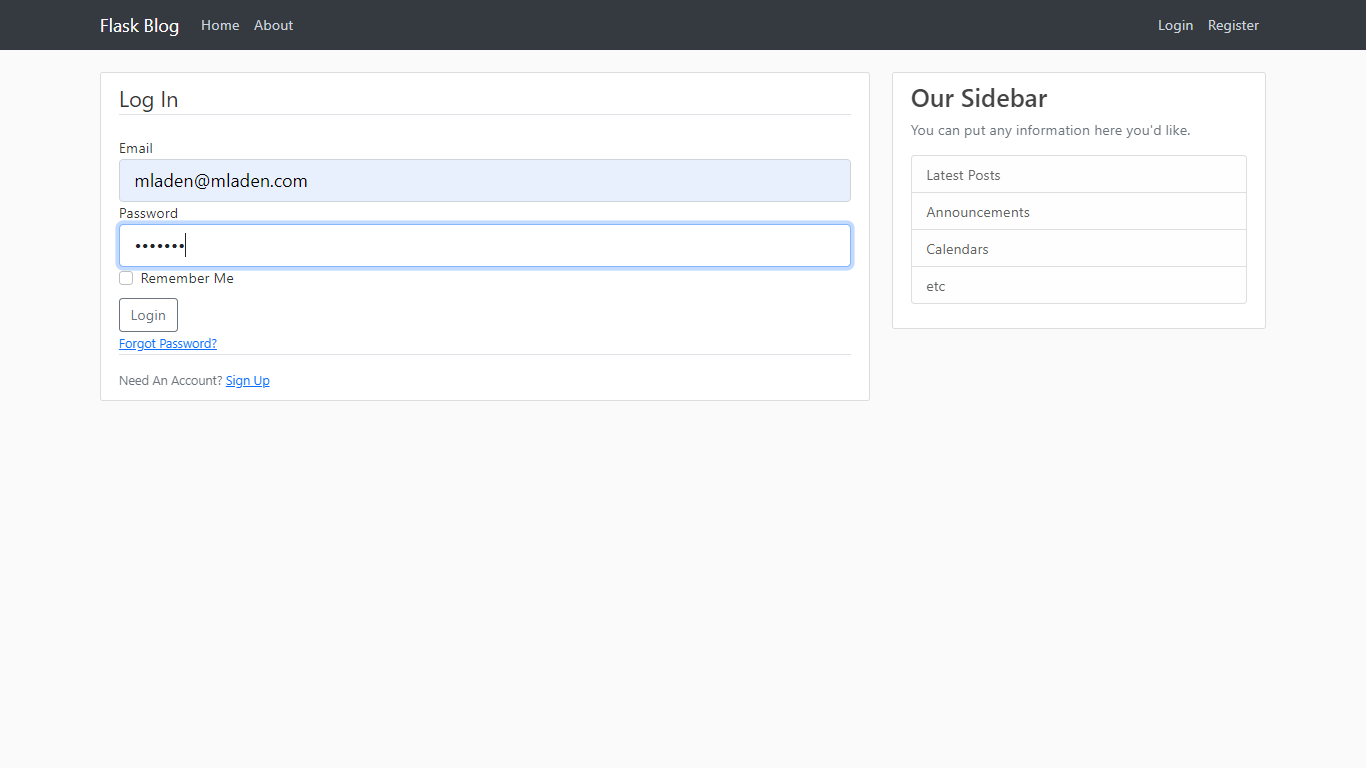 Flask Blog Home About Login Register
Log In
Email
mladen@mladen.com
Password
•••••••
Remember Me
Login
Forgot Password?
Need An Account? Sign Up
Our Sidebar
You can put any information here you'd like.
Latest Posts
Announcements
Calendars
etc